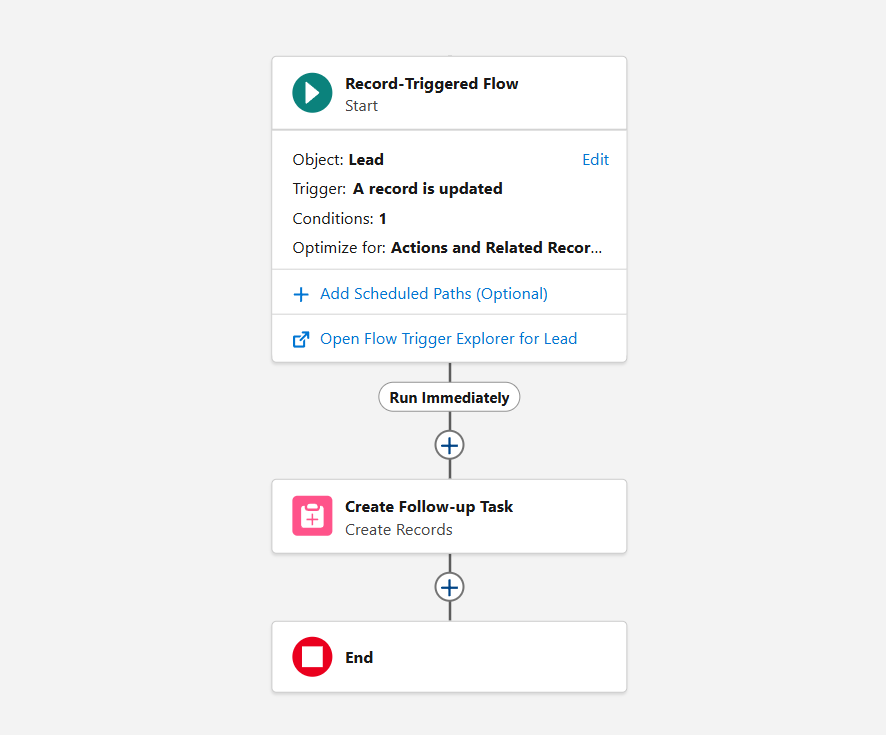 Record-Triggered Flow
Start
Object: Lead Edit
Trigger: A record is updated
Conditions: 1
Optimize for: Actions and Related Recor...
Add Scheduled Paths (Optional)
Open Flow Trigger Explorer for Lead
Run Immediately
Create Follow-up Task
Create Records
End